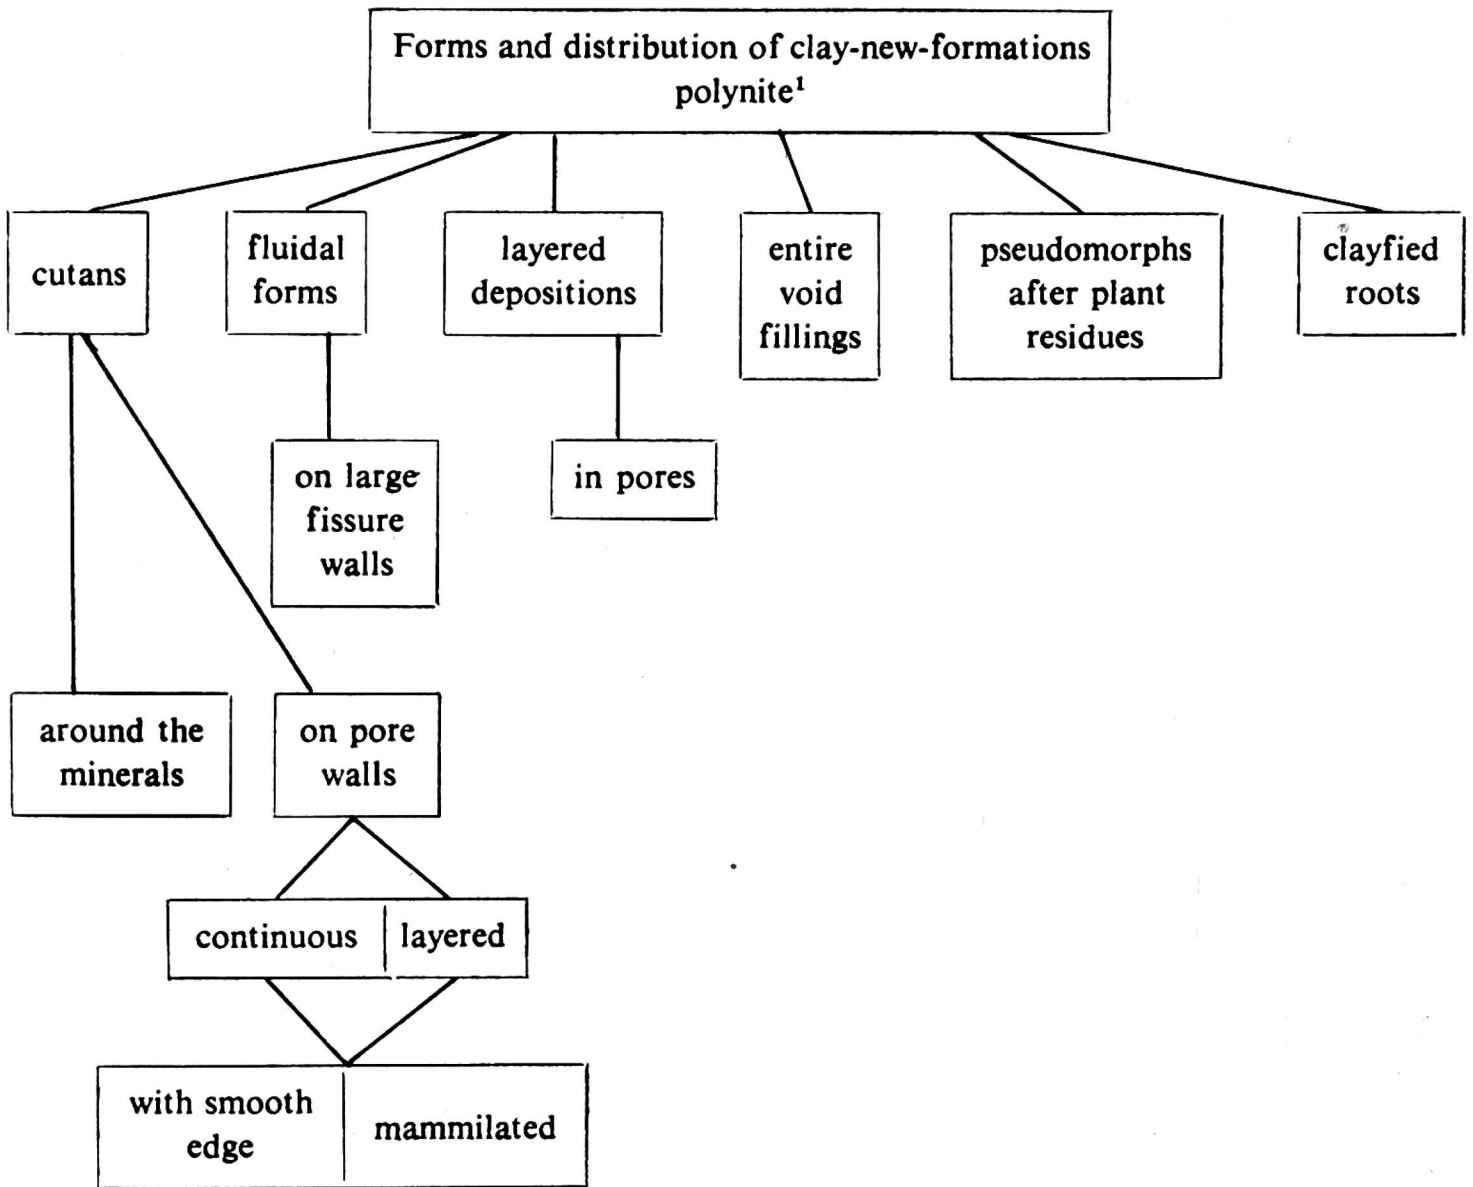 Forms and distribution of clay-new-formations
polynite¹
cutans
fluidal
forms
layered
depositions
entire
void
fillings
pseudomorphs
after plant
residues
clayfied
roots
on large
fissure
walls
in pores
around the
minerals
on pore
walls
continuous
layered
with smooth
edge
mammilated